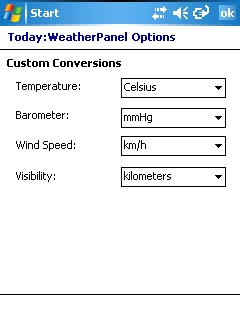 Start ok
Today:WeatherPanel Options
Custom Conversions
Temperature: Celsius
Barometer: mmHg
Wind Speed: km/h
Visibility: kilometers